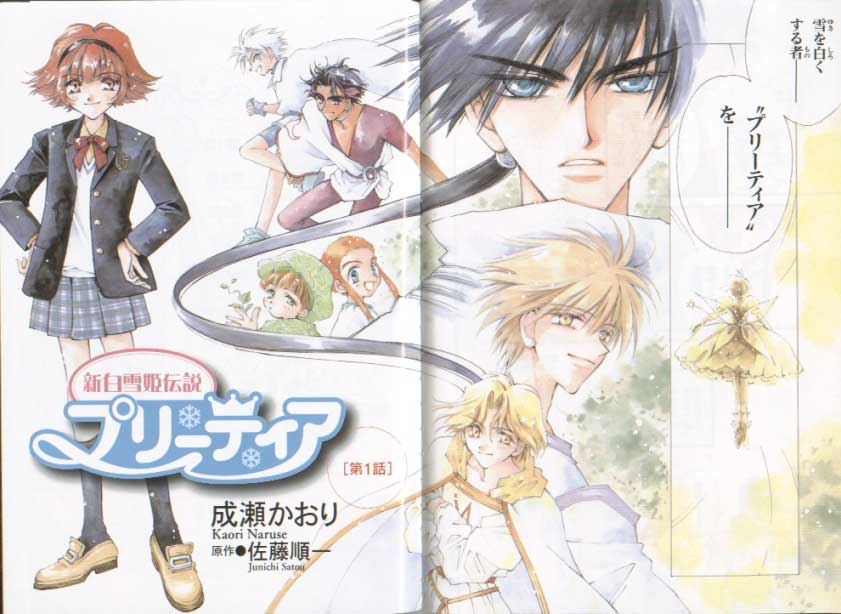 雪を白く
する者――
"プリーティア"
を――
新白雪姫伝説
プリーティア
[第1話]
成瀬かおり
Kaori Naruse
原作●佐藤順一
Junichi Satou